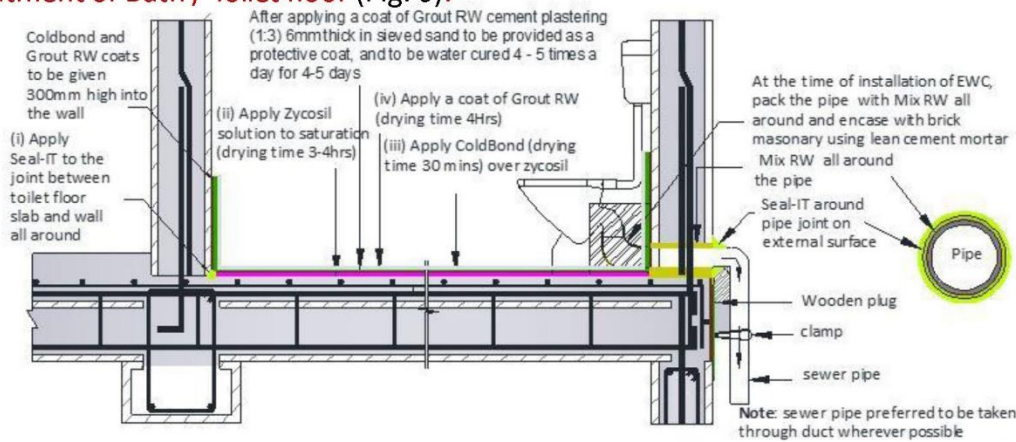 tment of Bath / Toilet floor (Fig. 6):
Coldbond and
Grout RW coats
to be given
300mm high into
the wall
(i) Apply
Seal-IT to the
joint between
toilet floor
slab and wall
all around
After applying a coat of Grout RW cement plastering
(1:3) 6mmthick in sieved sand to be provided as a
protective coat, and to be water cured 4 - 5 times a
day for 4-5 days
(ii) Apply Zycosil
solution to saturation
(drying time 3-4hrs)
(iv) Apply a coat of Grout RW
(drying time 4Hrs)
(iii) Apply ColdBond (drying
time 30 mins) over zycosil
At the time of installation of EWC,
pack the pipe with Mix RW all
around and encase with brick
masonary using lean cement mortar
Mix RW all around
the pipe
Seal-IT around
pipe joint on
external surface
Pipe
Wooden plug
clamp
sewer pipe
Note: sewer pipe preferred to be taken
through duct wherever possible